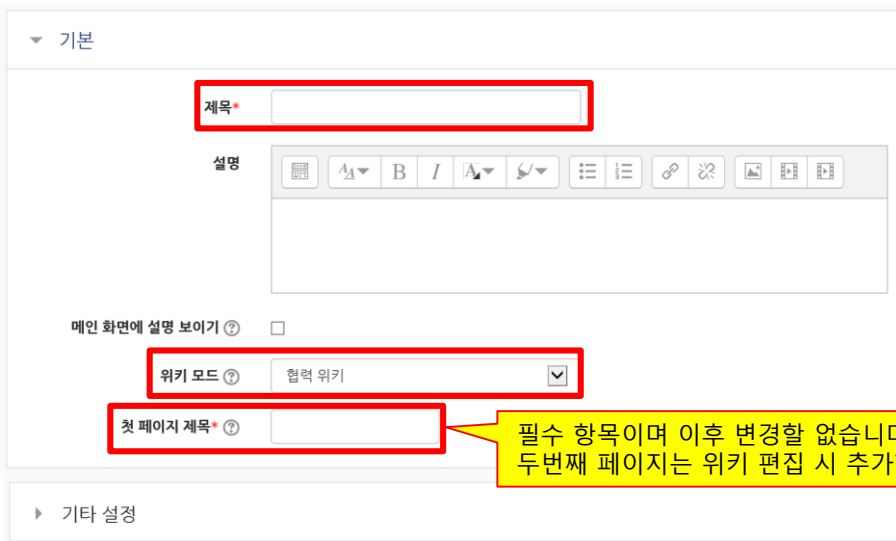 기본
제목*
설명
메인 화면에 설명 보이기
위키 모드
협력 위키
첫 페이지 제목*
필수 항목이며 이후 변경할 없습니다
두번째 페이지는 위키 편집 시 추가
기타 설정